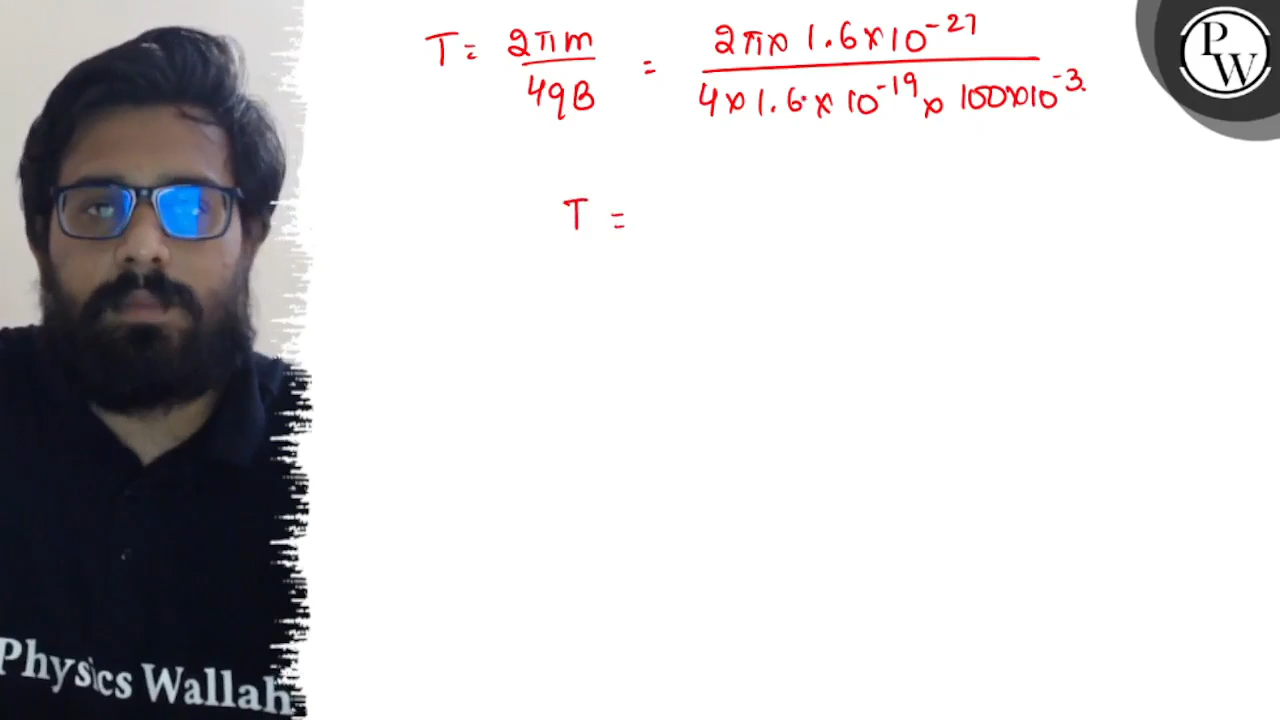 T = 2πm / 4qB = 2π × 1.6 × 10⁻²⁷ / 4 × 1.6 × 10⁻¹⁹ × 100 × 10⁻³
T =
PW
Physics Wallah